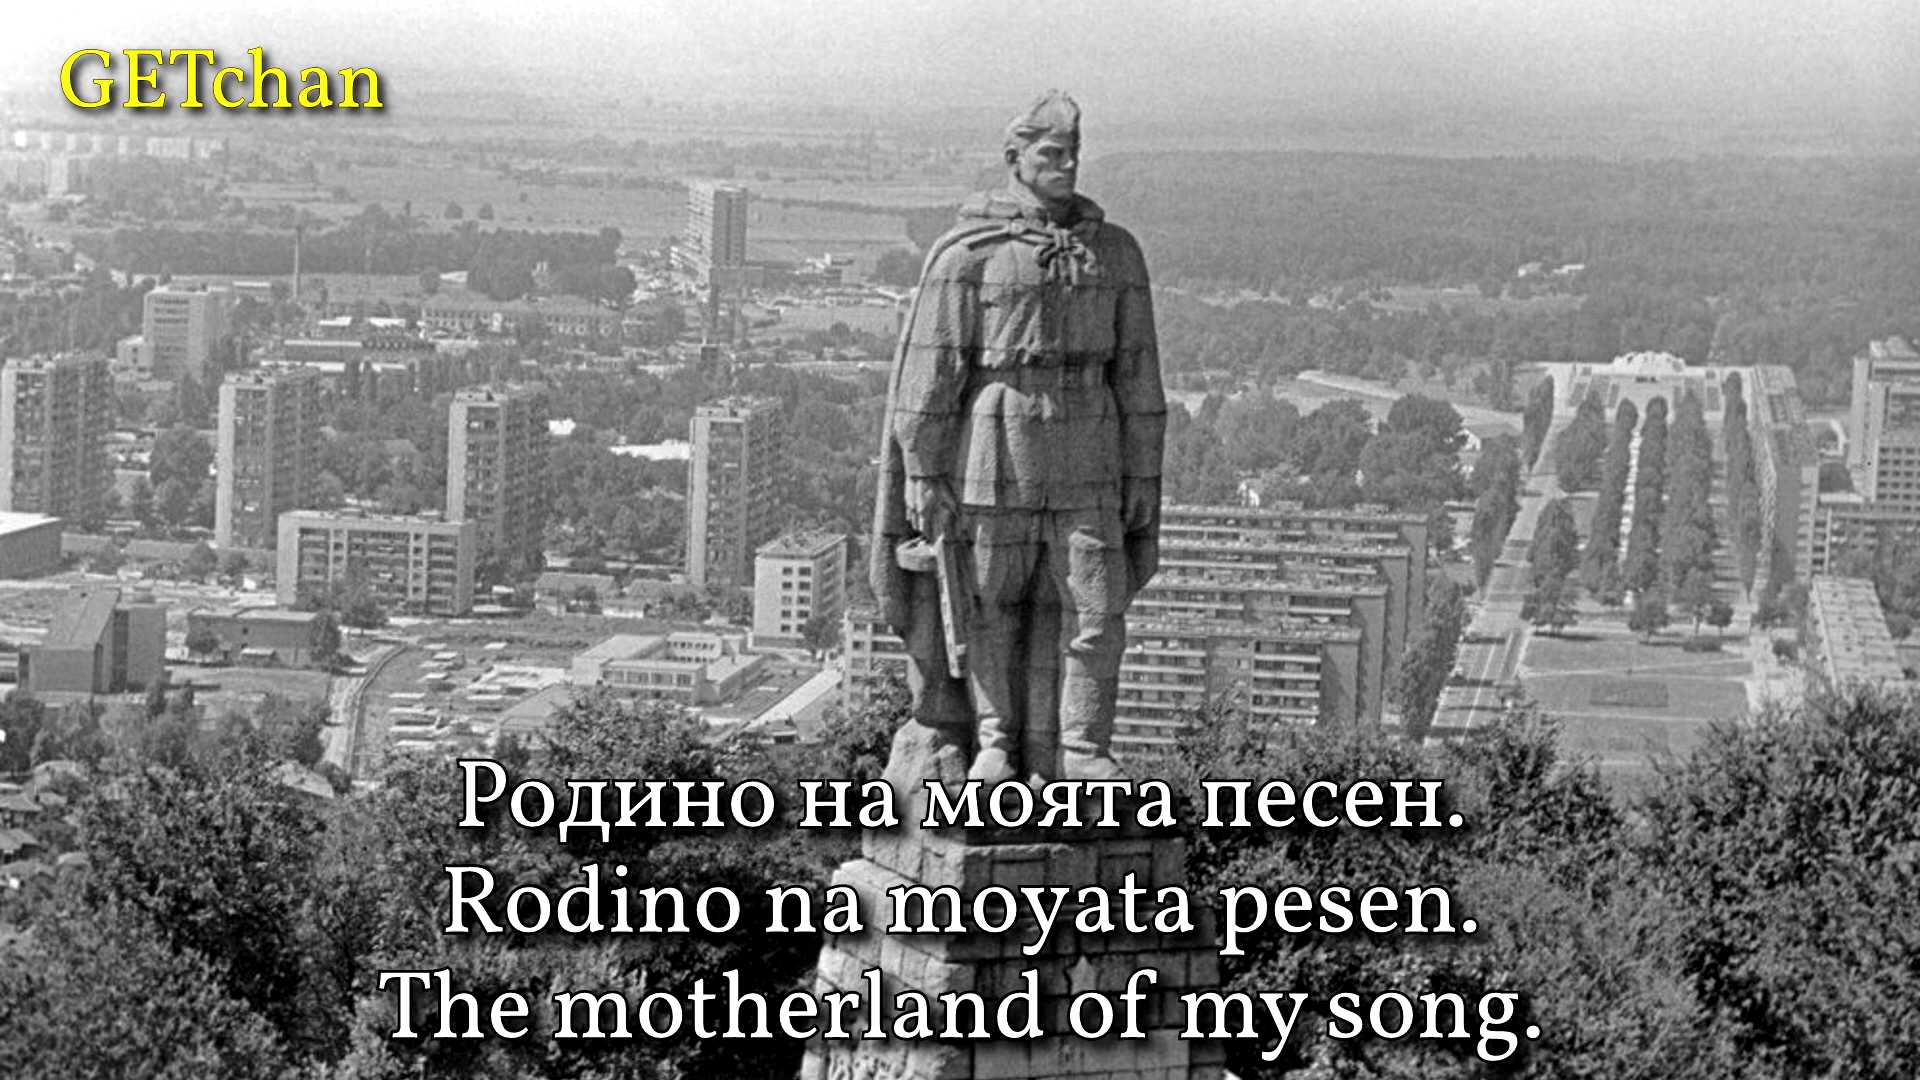 GETchan
Родино на моята песен.
Rodino na moyata pesen.
The motherland of my song.